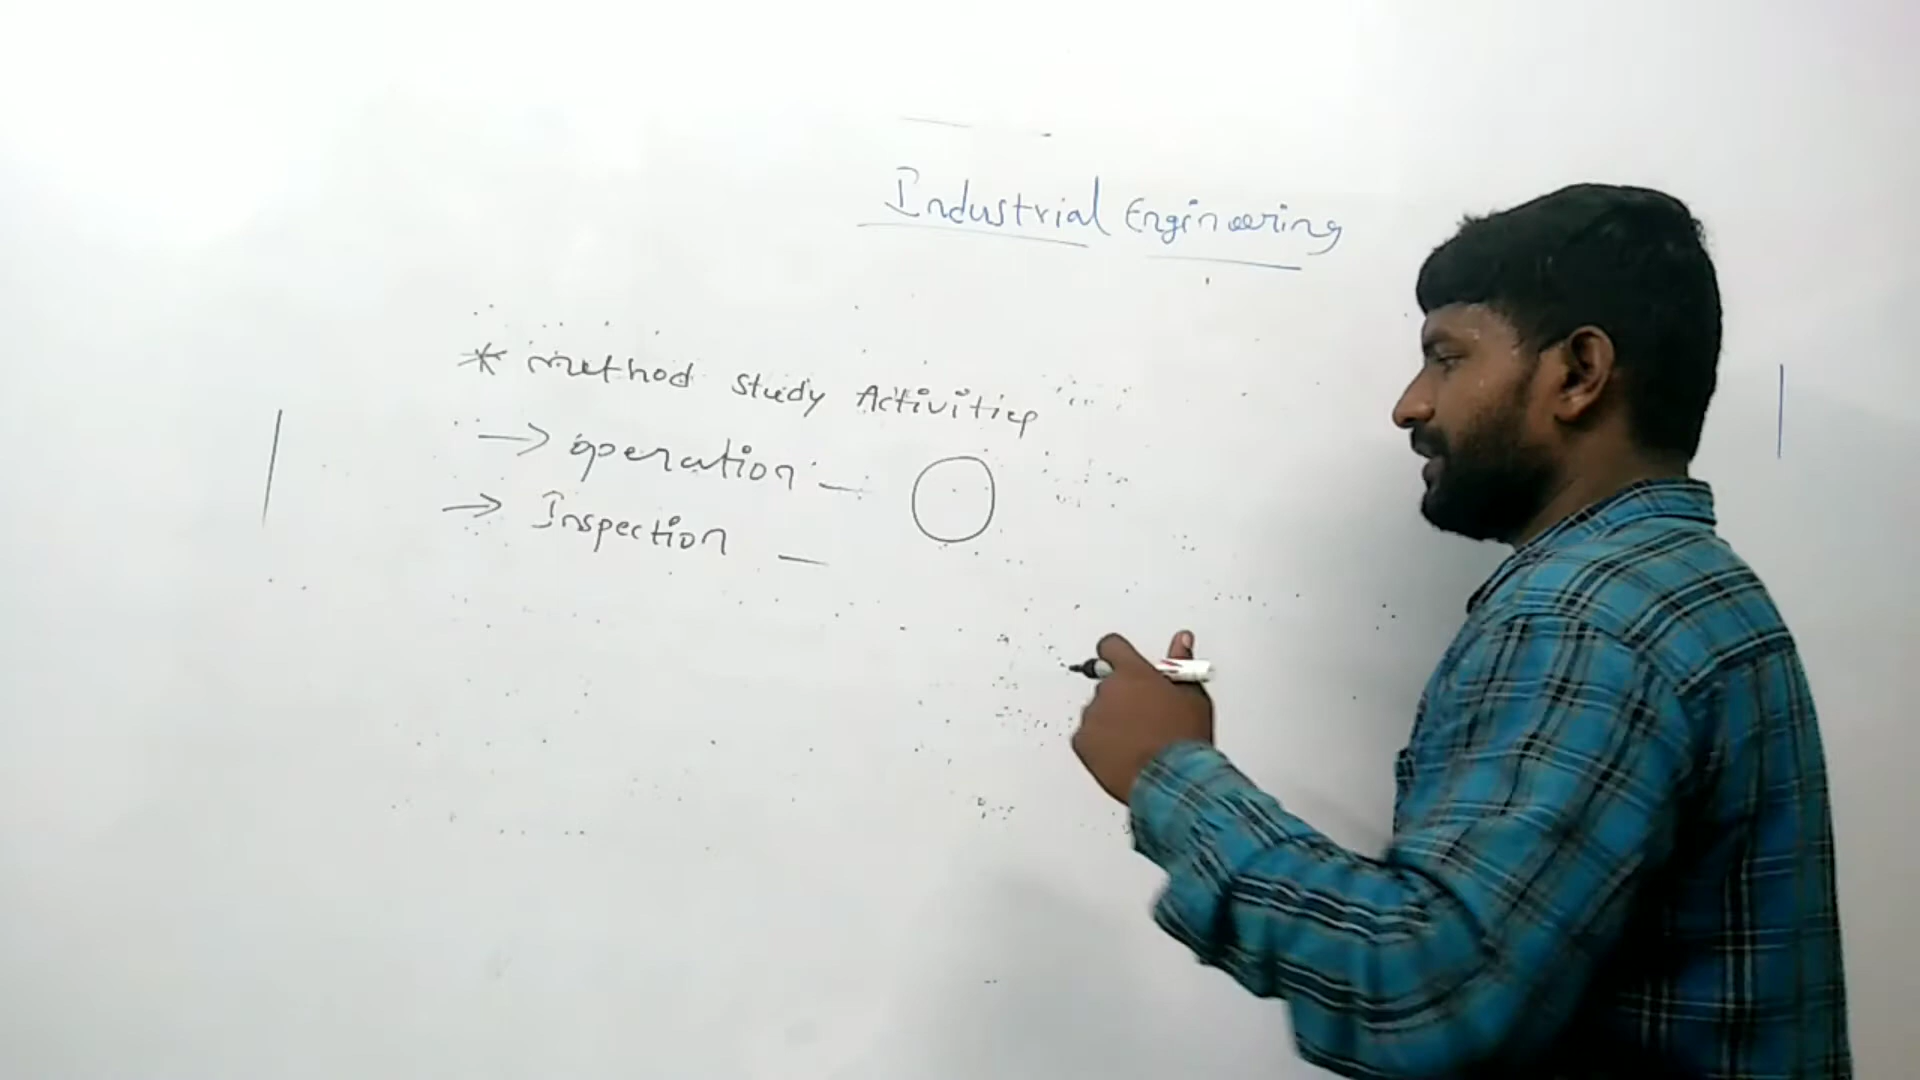 Industrial Engineering
* method study Activities
→ operation —
→ Inspection —